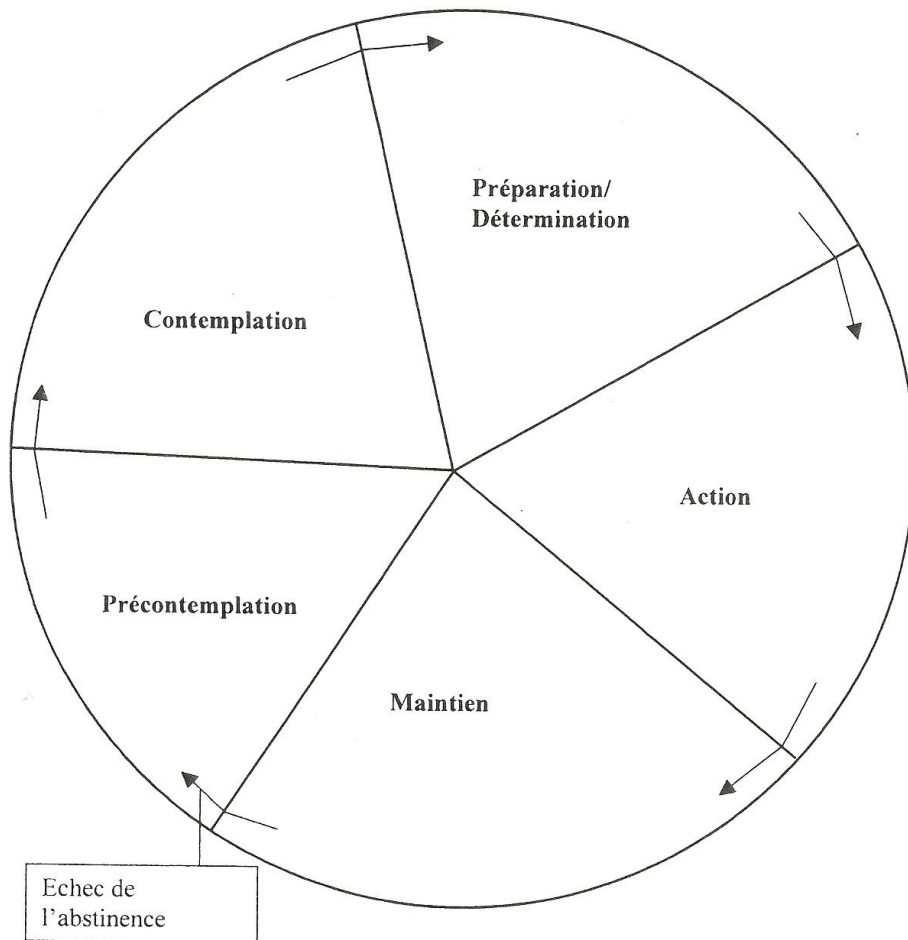 Préparation/
Détermination
Contemplation
Action
Précontemplation
Maintien
Echec de
l'abstinence